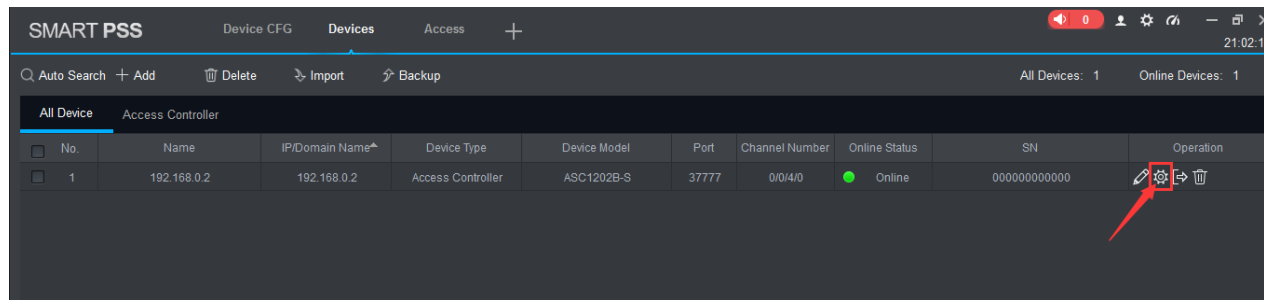 SMART PSS Device CFG Devices Access 0
21:02:1
Auto Search Add Delete Import Backup All Devices: 1 Online Devices: 1
All Device Access Controller
No. Name IP/Domain Name Device Type Device Model Port Channel Number Online Status SN Operation
1 192.168.0.2 192.168.0.2 Access Controller ASC1202B-S 37777 0/0/4/0 Online 000000000000